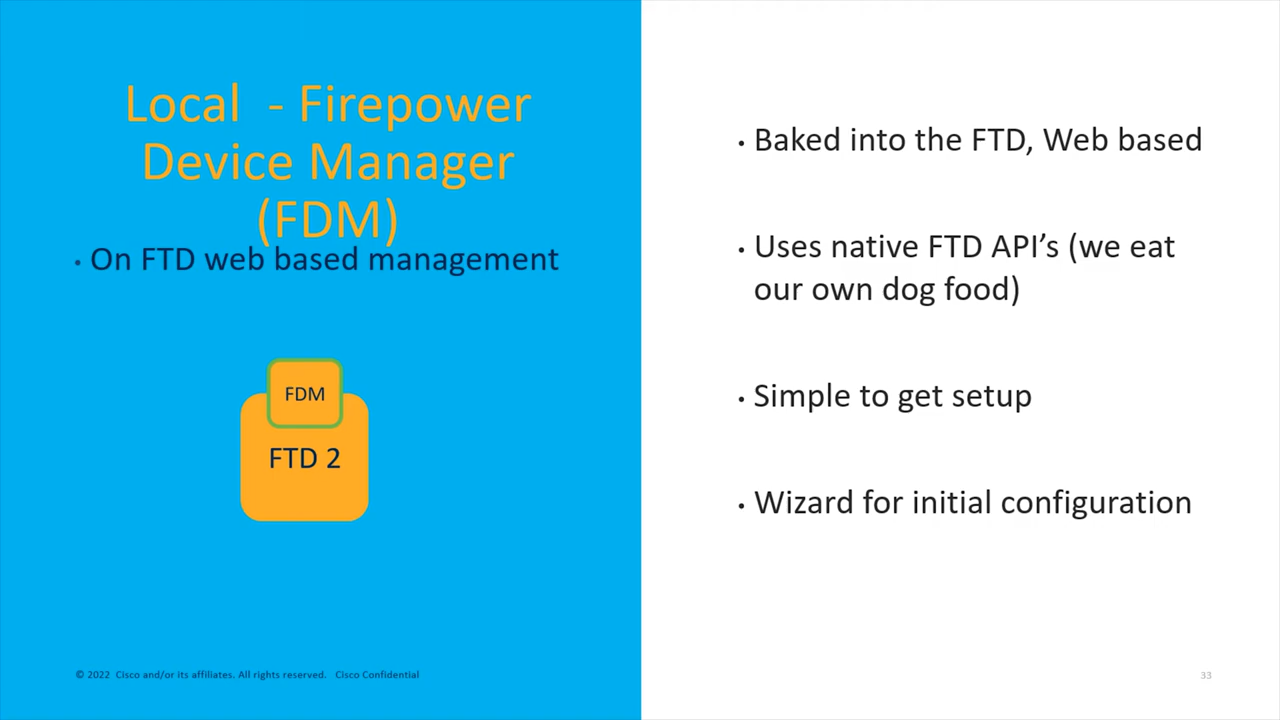 Local - Firepower
Device Manager
(FDM)
• On FTD web based management
FDM
FTD 2
• Baked into the FTD, Web based
• Uses native FTD API’s (we eat
our own dog food)
• Simple to get setup
• Wizard for initial configuration
© 2022 Cisco and/or its affiliates. All rights reserved. Cisco Confidential
33